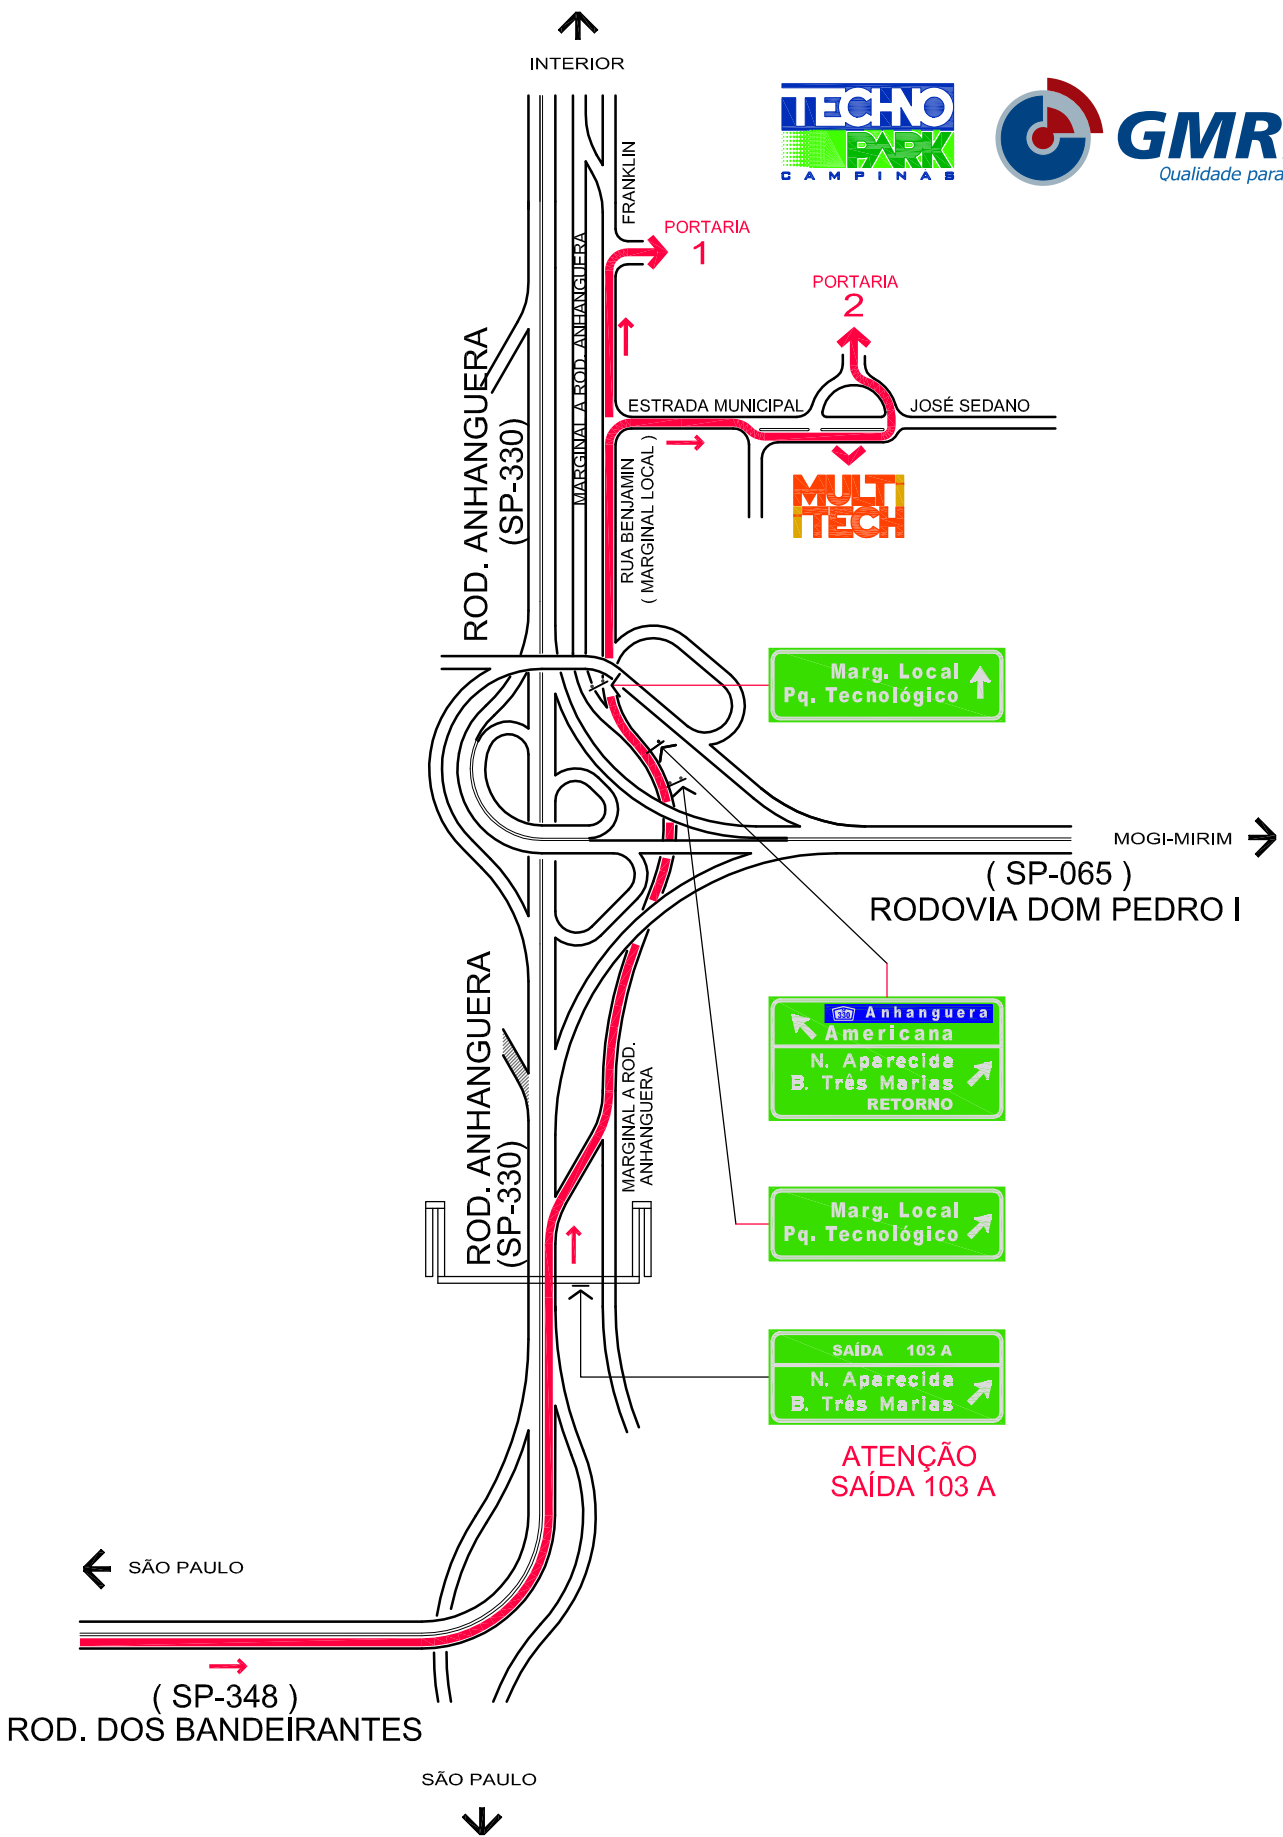 INTERIOR
TECHNO
PARK
CAMPINAS
GMR
Qualidade para
FRANKLIN
MARGINAL A ROD. ANHANGUERA
PORTARIA
1
PORTARIA
2
ROD. ANHANGUERA
(SP-330)
ESTRADA MUNICIPAL
JOSÉ SEDANO
RUA BENJAMIN
( MARGINAL LOCAL )
MULTI
TECH
Marg. Local
Pq. Tecnológico
MOGI-MIRIM
( SP-065 )
RODOVIA DOM PEDRO I
ROD. ANHANGUERA
(SP-330)
330 Anhanguera
Americana
N. Aparecida
B. Três Marias
RETORNO
MARGINAL A ROD.
ANHANGUERA
Marg. Local
Pq. Tecnológico
SAÍDA 103 A
N. Aparecida
B. Três Marias
ATENÇÃO
SAÍDA 103 A
SÃO PAULO
( SP-348 )
ROD. DOS BANDEIRANTES
SÃO PAULO